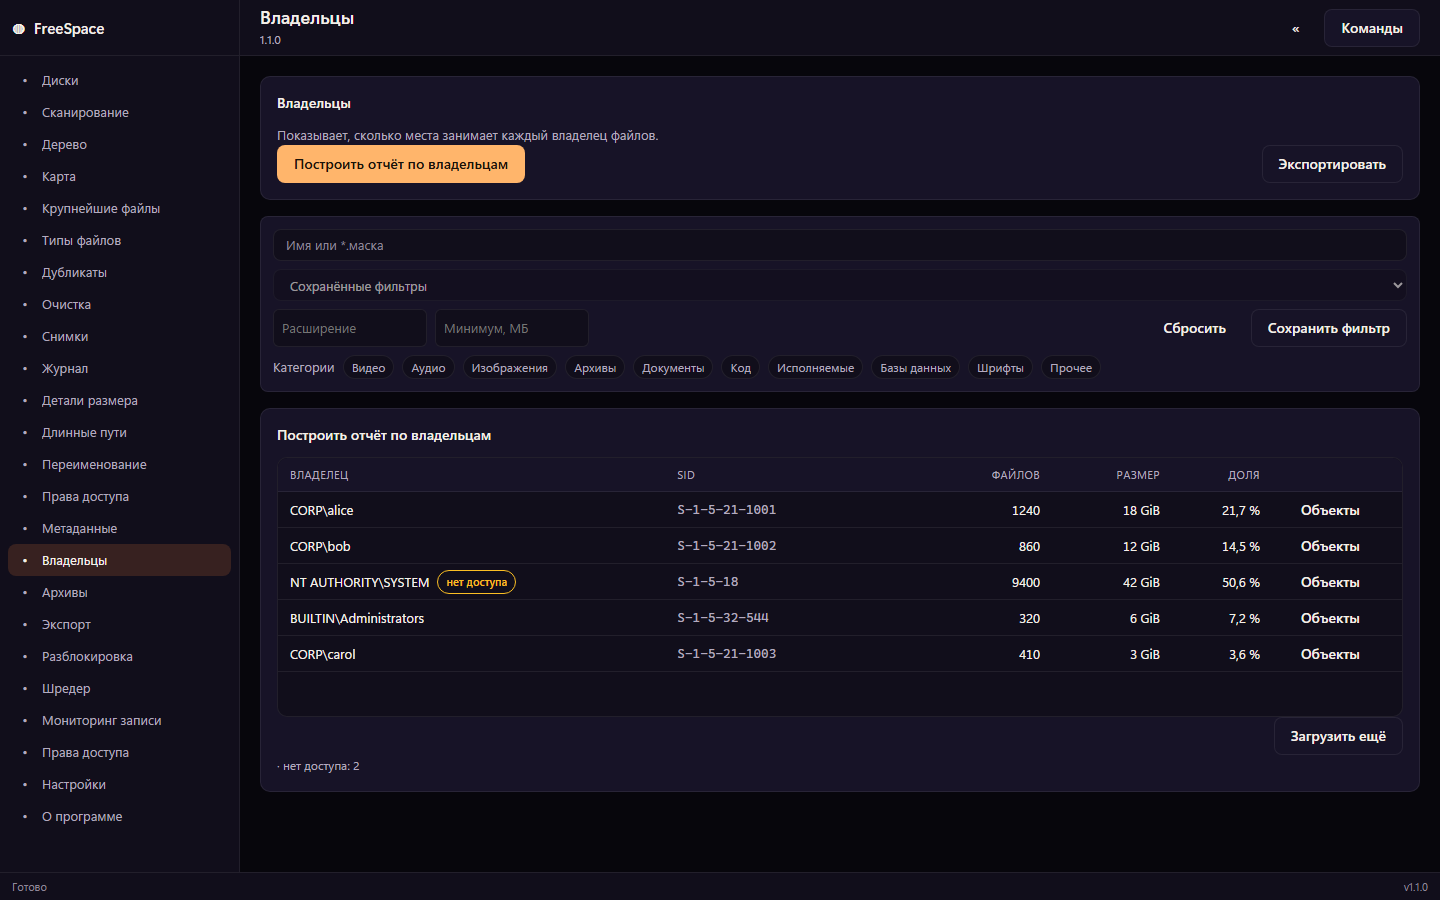 FreeSpace
Диски
Сканирование
Дерево
Карта
Крупнейшие файлы
Типы файлов
Дубликаты
Очистка
Снимки
Журнал
Детали размера
Длинные пути
Переименование
Права доступа
Метаданные
Владельцы
Архивы
Экспорт
Разблокировка
Шредер
Мониторинг записи
Права доступа
Настройки
О программе
Владельцы
1.1.0
« Команды
Владельцы
Показывает, сколько места занимает каждый владелец файлов.
Построить отчёт по владельцам Экспортировать
Имя или *.маска
Сохранённые фильтры
Расширение Минимум, МБ Сбросить Сохранить фильтр
Категории Видео Аудио Изображения Архивы Документы Код Исполняемые Базы данных Шрифты Прочее
Построить отчёт по владельцам
ВЛАДЕЛЕЦ SID ФАЙЛОВ РАЗМЕР ДОЛЯ
CORP\alice S-1-5-21-1001 1240 18 GiB 21,7 % Объекты
CORP\bob S-1-5-21-1002 860 12 GiB 14,5 % Объекты
NT AUTHORITY\SYSTEM нет доступа S-1-5-18 9400 42 GiB 50,6 % Объекты
BUILTIN\Administrators S-1-5-32-544 320 6 GiB 7,2 % Объекты
CORP\carol S-1-5-21-1003 410 3 GiB 3,6 % Объекты
Загрузить ещё
· нет доступа: 2
Готово v1.1.0